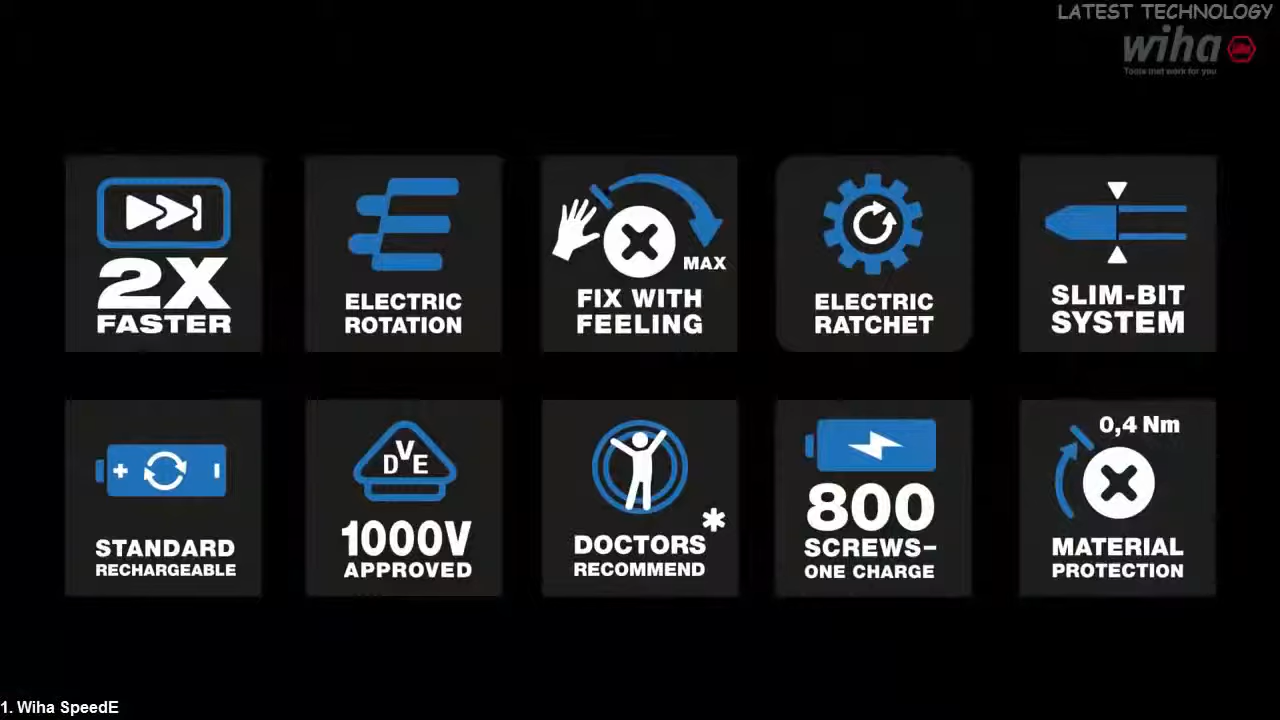 LATEST TECHNOLOGY
wiha
Tools that work for you
2X
FASTER
ELECTRIC
ROTATION
MAX
FIX WITH
FEELING
ELECTRIC
RATCHET
SLIM-BIT
SYSTEM
STANDARD
RECHARGEABLE
DVE
1000V
APPROVED
DOCTORS*
RECOMMEND
800
SCREWS-
ONE CHARGE
0,4 Nm
MATERIAL
PROTECTION
1. Wiha SpeedE